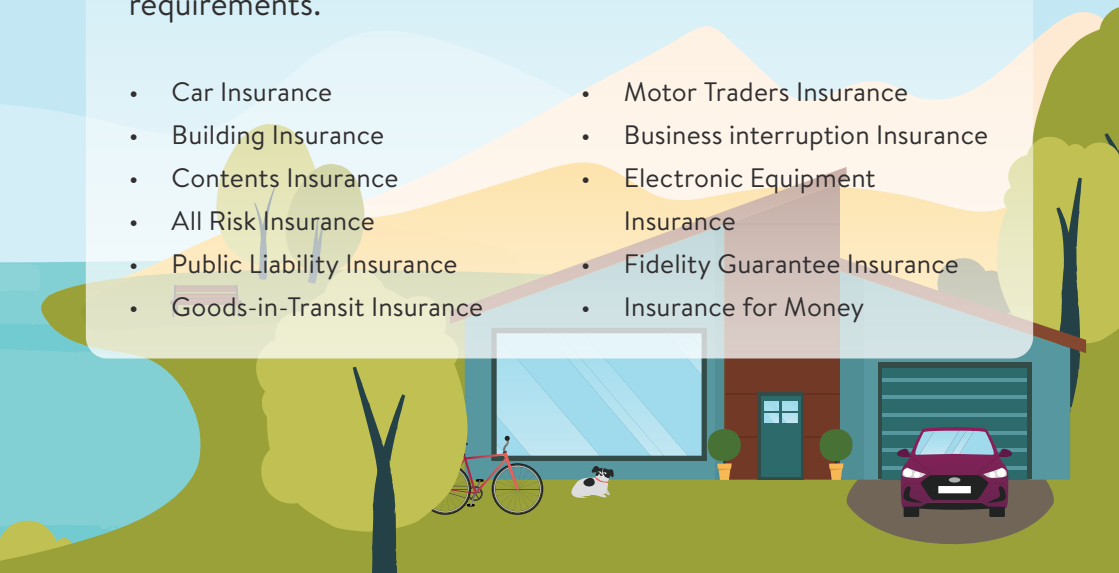 requirements.
• Car Insurance
• Building Insurance
• Contents Insurance
• All Risk Insurance
• Public Liability Insurance
• Goods-in-Transit Insurance
• Motor Traders Insurance
• Business interruption Insurance
• Electronic Equipment
Insurance
• Fidelity Guarantee Insurance
• Insurance for Money